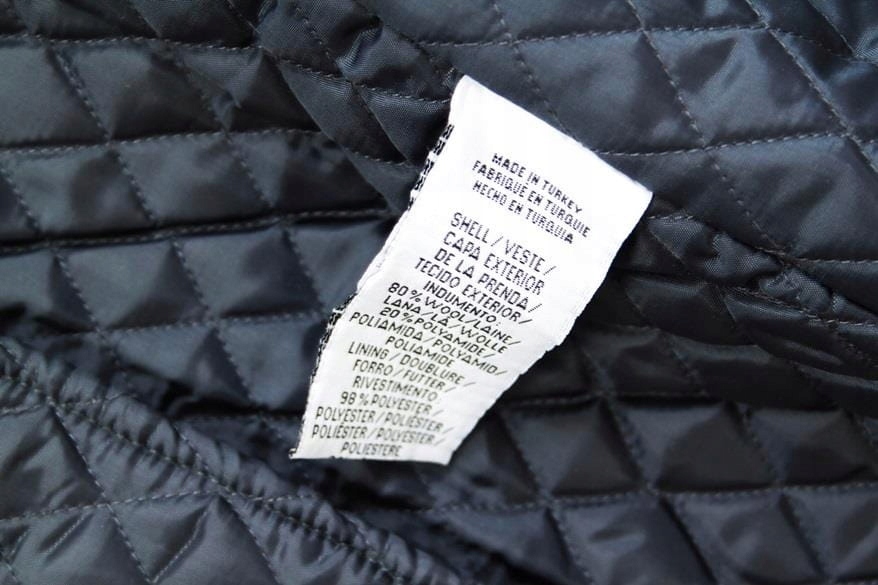 MADE IN TURKEY
FABRIQUÉ EN TURQUIE
HECHO EN TURQUIA
SHELL / VESTE /
CAPA EXTERIOR
DE LA PRENDA /
TECIDO EXTERIOR /
INDUMENTO
80% WOOL / LAINE /
LANA / LÃ / WOLLE
20% POLYAMIDE /
POLIAMIDA / POLYAMID /
POLIAMIDE
LINING / DOUBLURE /
FORRO / FUTTER /
RIVESTIMENTO
98% POLYESTER /
POLYESTER / POLIÉSTER /
POLIÉSTER / POLYESTER /
POLIESTERE